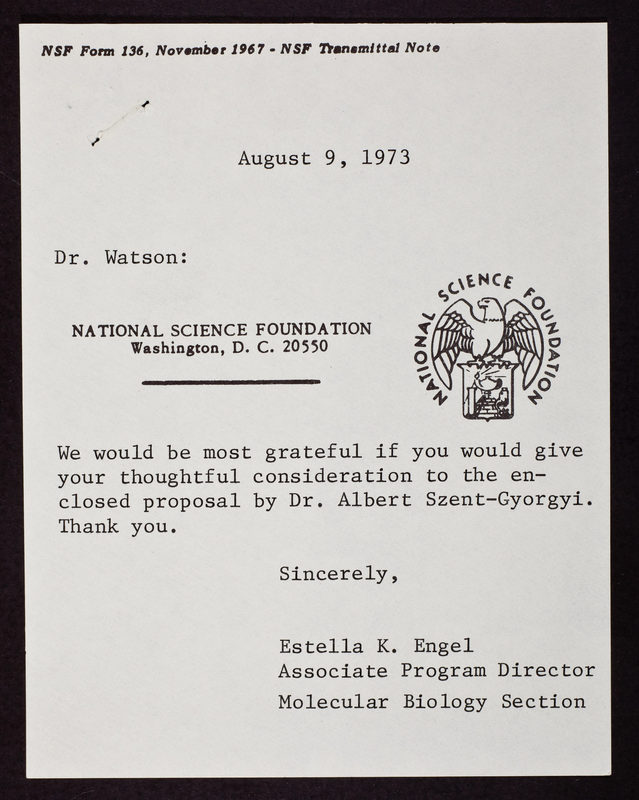 NSF Form 136, November 1967 - NSF Transmittal Note
August 9, 1973
Dr. Watson:
NATIONAL SCIENCE FOUNDATION
Washington, D. C. 20550
NATIONAL SCIENCE FOUNDATION
We would be most grateful if you would give
your thoughtful consideration to the en-
closed proposal by Dr. Albert Szent-Gyorgyi.
Thank you.
Sincerely,
Estella K. Engel
Associate Program Director
Molecular Biology Section